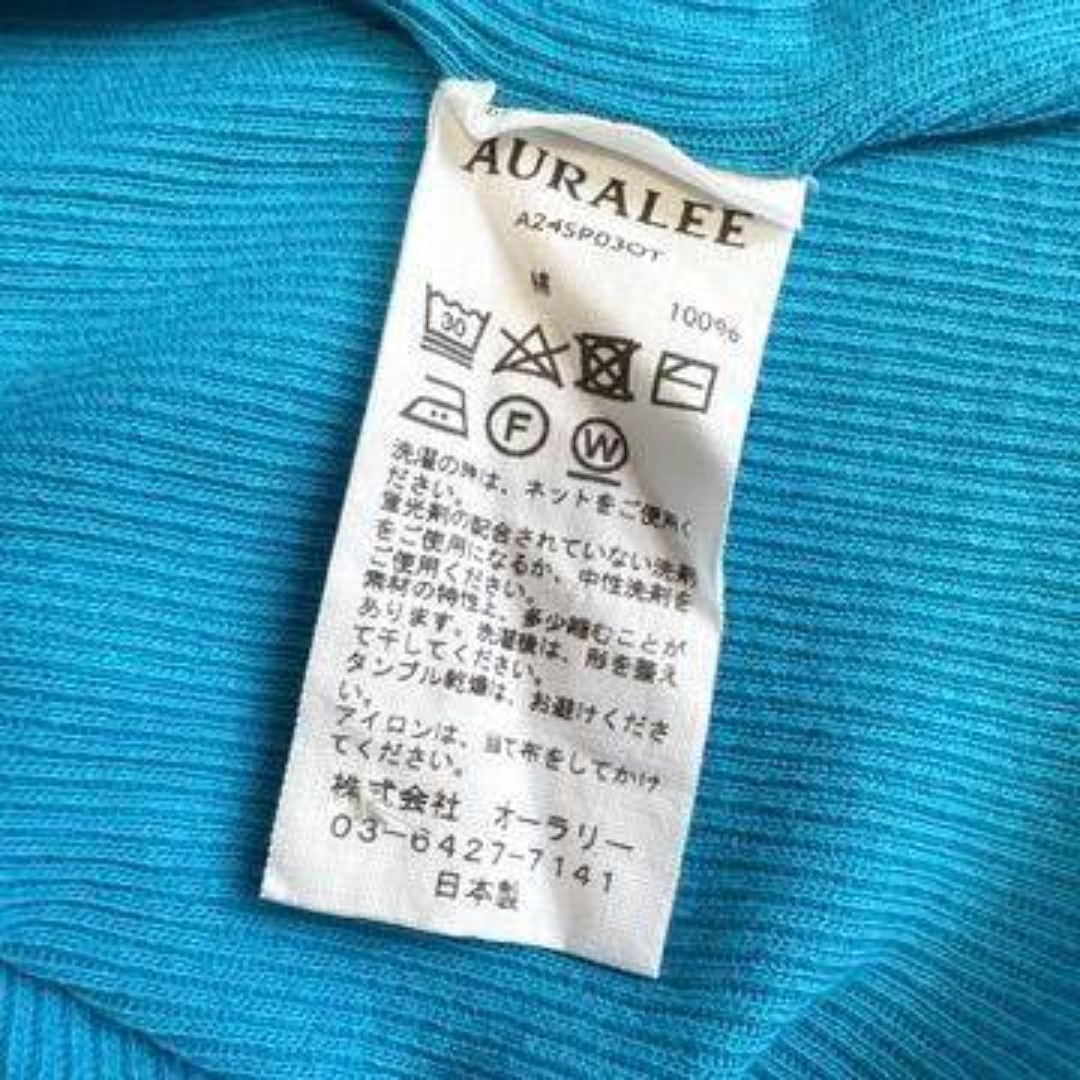 AURALEE
A24SP03OT
綿 100%
30
F W
洗濯の時は、ネットをご使用く
ださい。
蛍光剤の配合されていない洗剤
をご使用になるか、中性洗剤を
ご使用ください。
素材の特性上、多少縮むことが
あります。洗濯後は、形を整え
て干してください。
タンブル乾燥は、お避けくださ
い。
アイロンは、当て布をしてかけ
てください。
株式会社 オーラリー
03-6427-7141
日本製